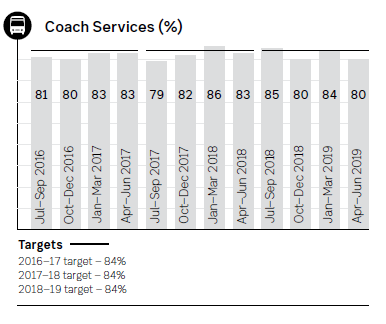 Coach Services (%)
81 80 83 83 79 82 86 83 85 80 84 80
Jul–Sep 2016
Oct–Dec 2016
Jan–Mar 2017
Apr–Jun 2017
Jul–Sep 2017
Oct–Dec 2017
Jan–Mar 2018
Apr–Jun 2018
Jul–Sep 2018
Oct–Dec 2018
Jan–Mar 2019
Apr–Jun 2019
Targets
2016–17 target – 84%
2017–18 target – 84%
2018–19 target – 84%